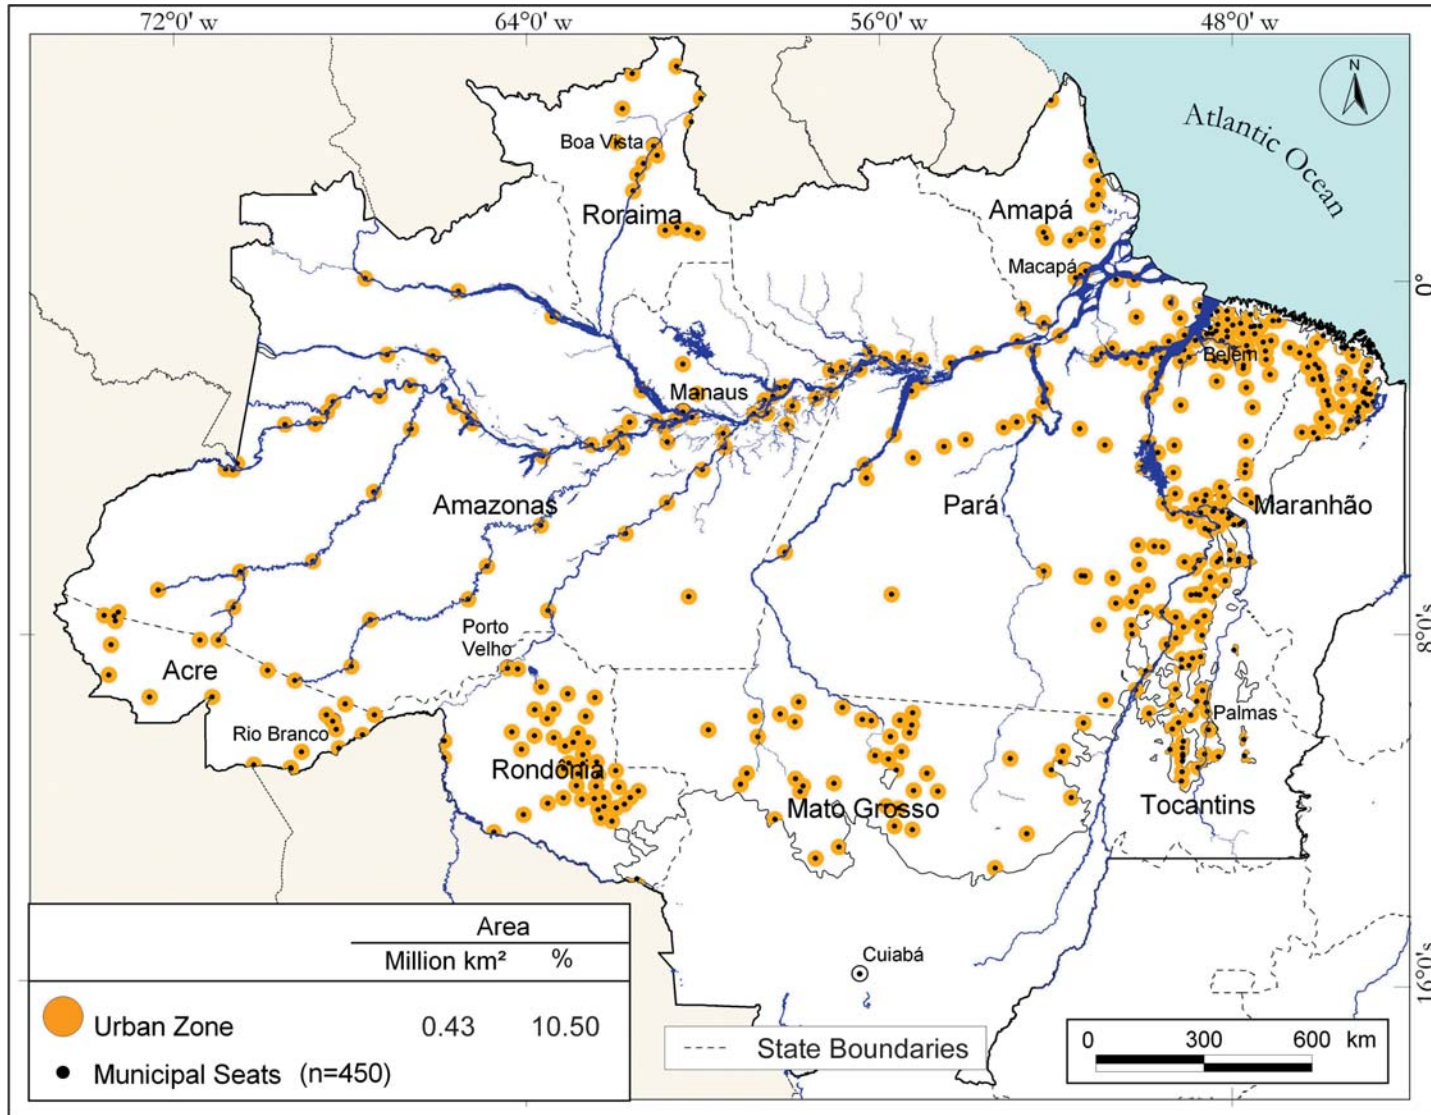 72°0' w 64°0' w 56°0' w 48°0' w
N
Atlantic Ocean
Boa Vista
Roraima
Amapá
Macapá
0°
Belém
Manaus
Amazonas
Pará
Maranhão
Porto
Velho
8°0's
Acre
Rio Branco
Palmas
Rondônia
Mato Grosso
Tocantins
Cuiabá
16°0's
Area
Million km² %
Urban Zone 0.43 10.50
Municipal Seats (n=450)
State Boundaries
0 300 600 km